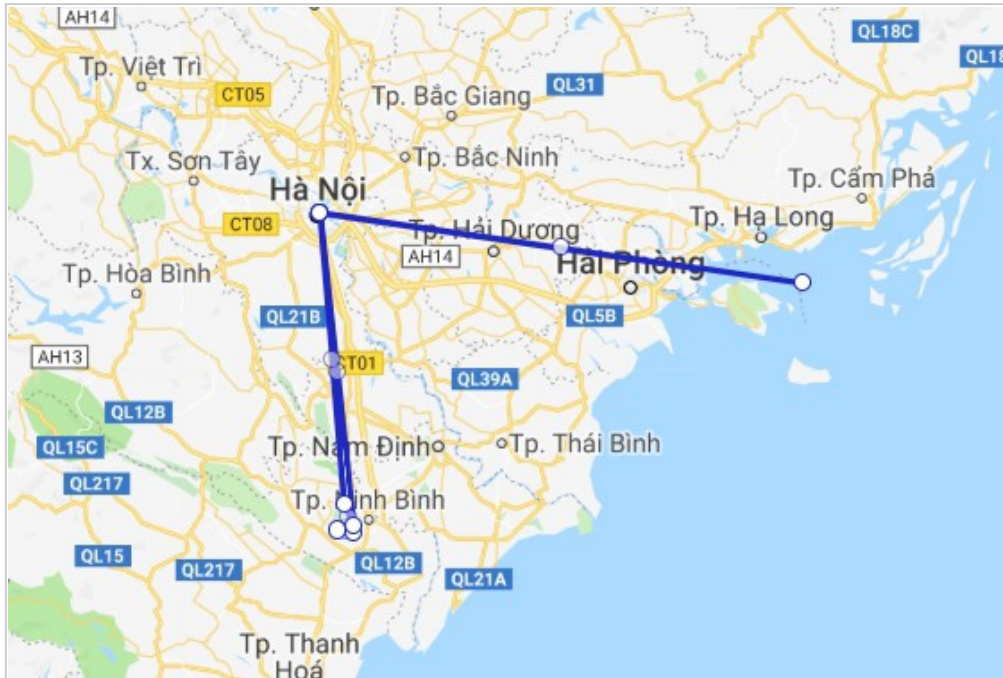 AH14
QL18C
QL18
Tp. Việt Trì
CT05
QL31
Tp. Bắc Giang
Tp. Bắc Ninh
Tx. Sơn Tây
Hà Nội
Tp. Cẩm Phả
CT08
Tp. Hải Dương
Tp. Hạ Long
AH14
Hải Phòng
Tp. Hòa Bình
QL21B
QL5B
AH13
CT01
QL39A
QL12B
QL15C
Tp. Nam Định
Tp. Thái Bình
QL217
Tp. Ninh Bình
QL15
QL217
QL12B
QL21A
Tp. Thanh
Hoá